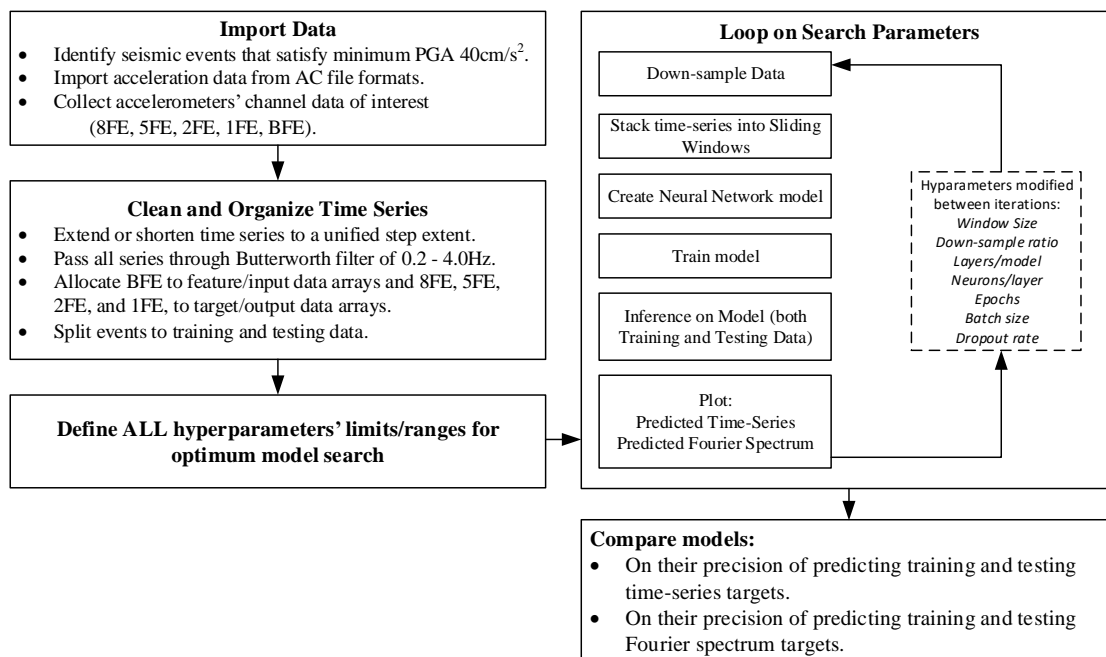 Import Data
• Identify seismic events that satisfy minimum PGA 40cm/s².
• Import acceleration data from AC file formats.
• Collect accelerometers' channel data of interest
(8FE, 5FE, 2FE, 1FE, BFE).
Clean and Organize Time Series
• Extend or shorten time series to a unified step extent.
• Pass all series through Butterworth filter of 0.2 - 4.0Hz.
• Allocate BFE to feature/input data arrays and 8FE, 5FE,
2FE, and 1FE, to target/output data arrays.
• Split events to training and testing data.
Define ALL hyperparameters' limits/ranges for
optimum model search
Loop on Search Parameters
Down-sample Data
Stack time-series into Sliding
Windows
Create Neural Network model
Train model
Inference on Model (both
Training and Testing Data)
Plot:
Predicted Time-Series
Predicted Fourier Spectrum
Hyparameters modified
between iterations:
Window Size
Down-sample ratio
Layers/model
Neurons/layer
Epochs
Batch size
Dropout rate
Compare models:
• On their precision of predicting training and testing
time-series targets.
• On their precision of predicting training and testing
Fourier spectrum targets.